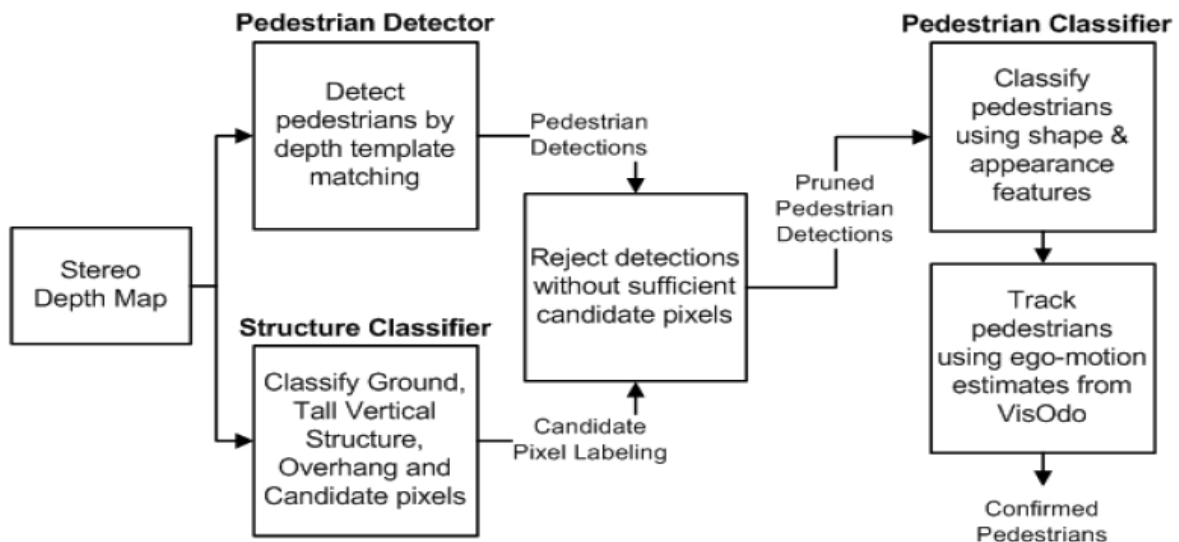 Pedestrian Detector
Detect
pedestrians by
depth template
matching
Pedestrian
Detections
Stereo
Depth Map
Structure Classifier
Classify Ground,
Tall Vertical
Structure,
Overhang and
Candidate pixels
Candidate
Pixel Labeling
Reject detections
without sufficient
candidate pixels
Pruned
Pedestrian
Detections
Pedestrian Classifier
Classify
pedestrians
using shape &
appearance
features
Track
pedestrians
using ego-motion
estimates from
VisOdo
Confirmed
Pedestrians